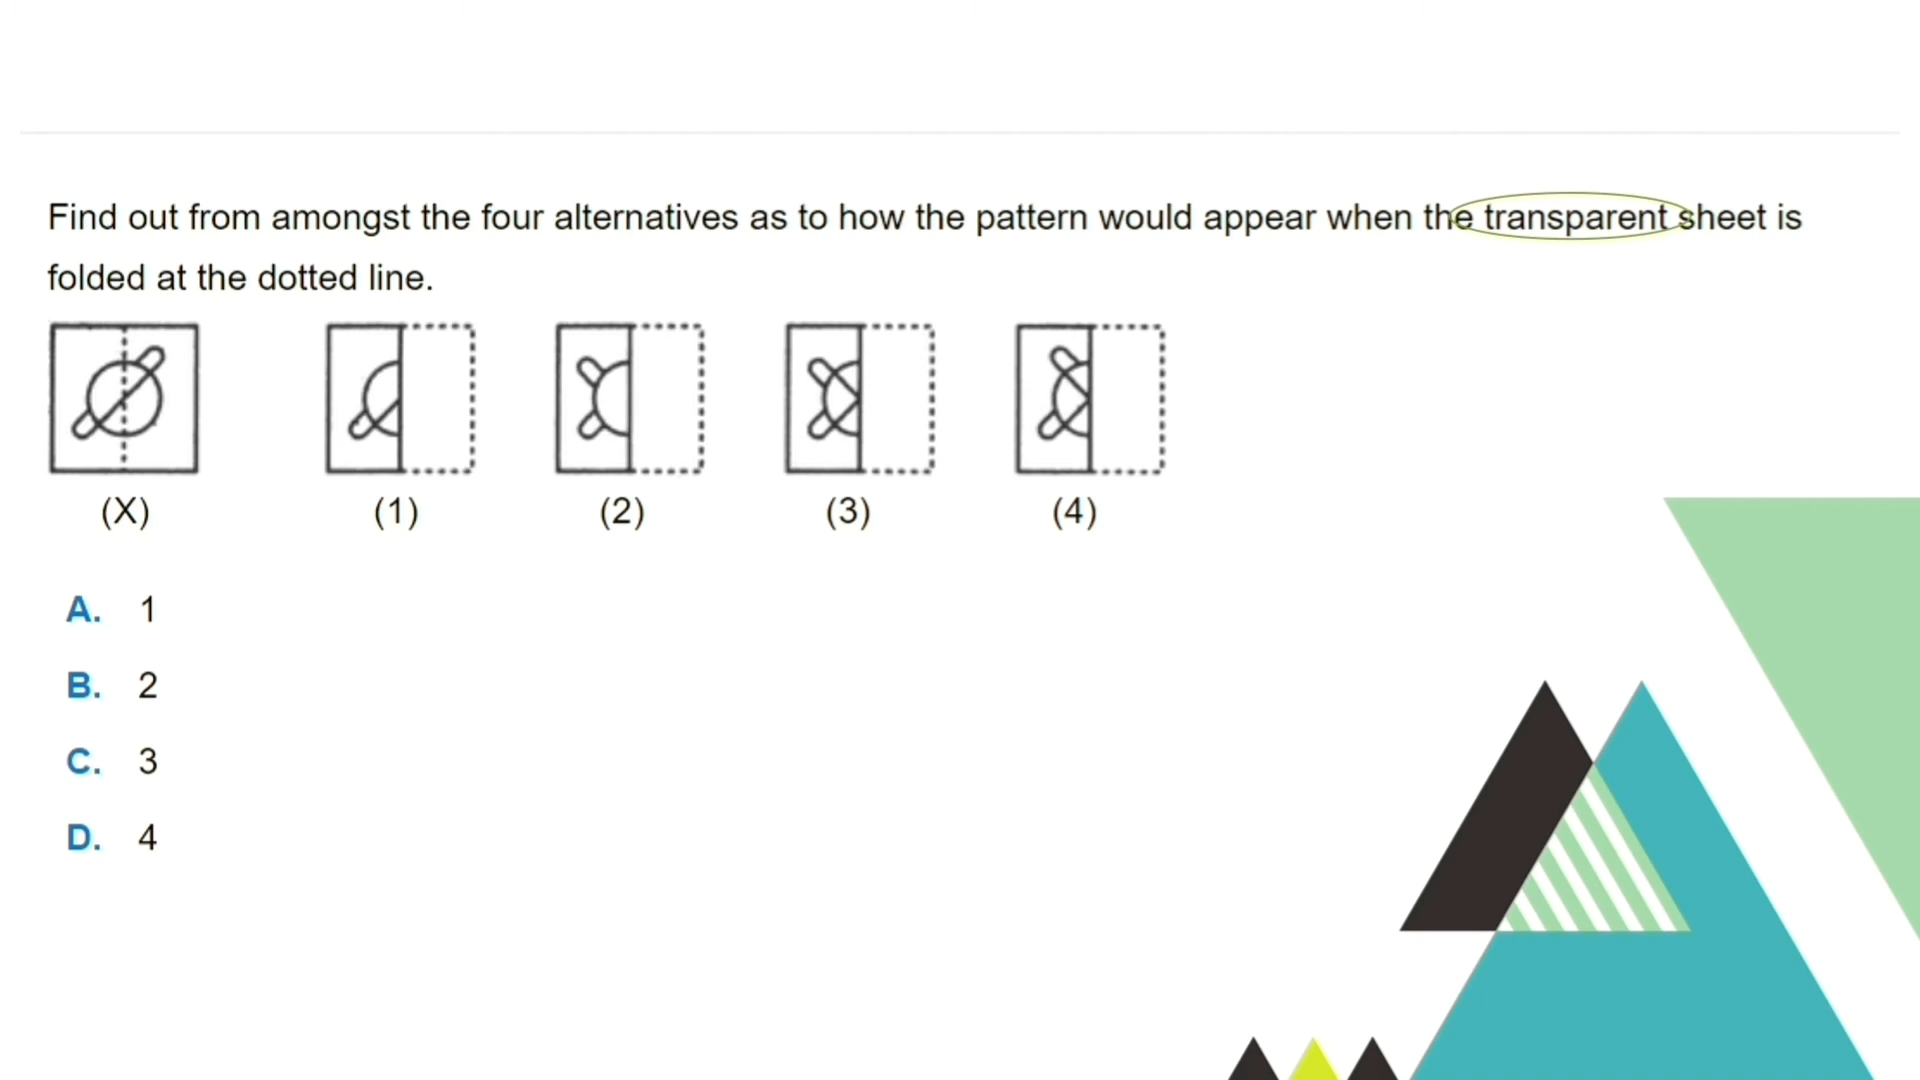 Find out from amongst the four alternatives as to how the pattern would appear when the transparent sheet is
folded at the dotted line.
(X) (1) (2) (3) (4)
A. 1
B. 2
C. 3
D. 4